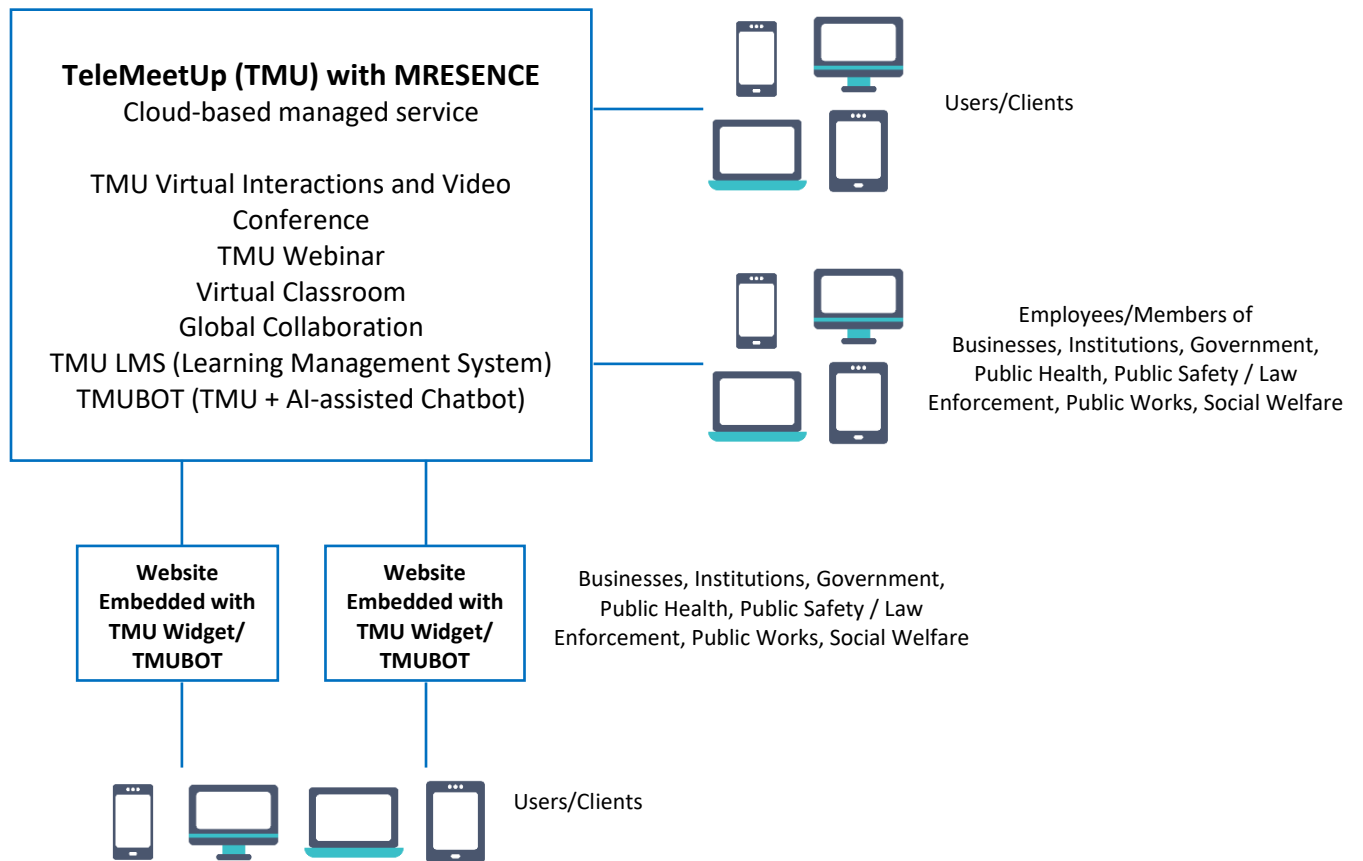 TeleMeetUp (TMU) with MRESENCE
Cloud-based managed service
TMU Virtual Interactions and Video
Conference
TMU Webinar
Virtual Classroom
Global Collaboration
TMU LMS (Learning Management System)
TMUBOT (TMU + AI-assisted Chatbot)
Users/Clients
Employees/Members of
Businesses, Institutions, Government,
Public Health, Public Safety / Law
Enforcement, Public Works, Social Welfare
Website
Embedded with
TMU Widget/
TMUBOT
Website
Embedded with
TMU Widget/
TMUBOT
Businesses, Institutions, Government,
Public Health, Public Safety / Law
Enforcement, Public Works, Social Welfare
Users/Clients